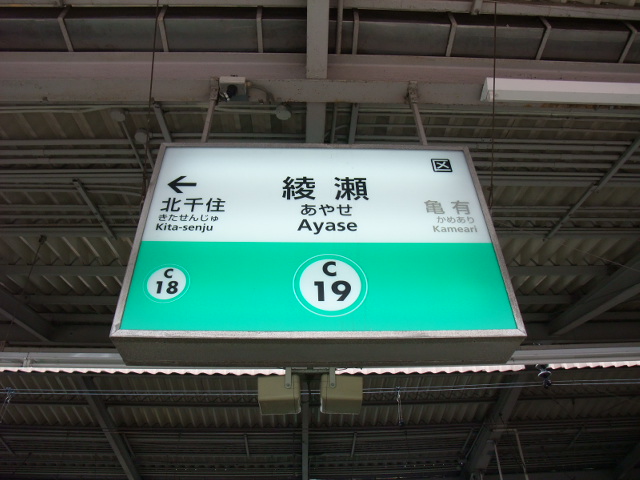 区
←
北千住
きたせんじゅ
Kita-senju
綾瀬
あやせ
Ayase
亀有
かめあり
Kameari
C
18
C
19